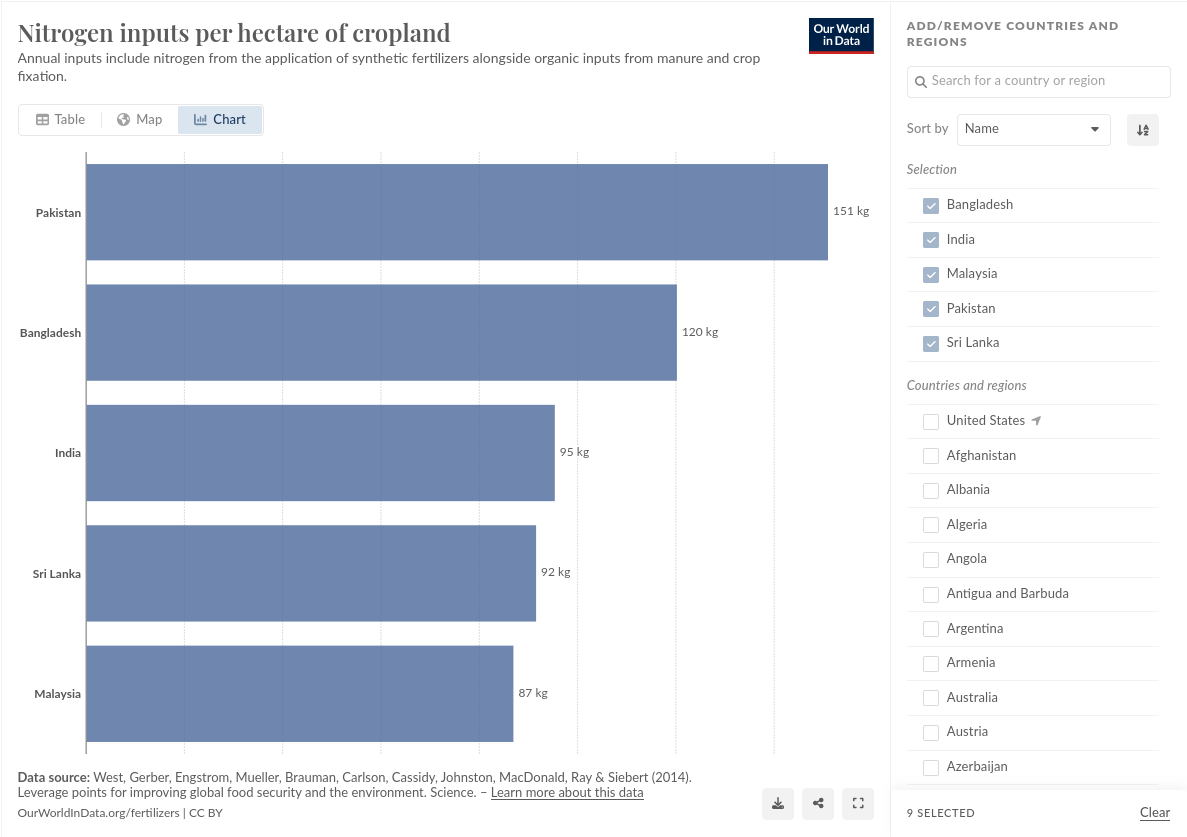 Nitrogen inputs per hectare of cropland
Annual inputs include nitrogen from the application of synthetic fertilizers alongside organic inputs from manure and crop
fixation.
Our World
in Data
Table
Map
Chart
Pakistan
151 kg
Bangladesh
120 kg
India
95 kg
Sri Lanka
92 kg
Malaysia
87 kg
Data source: West, Gerber, Engstrom, Mueller, Brauman, Carlson, Cassidy, Johnston, MacDonald, Ray & Siebert (2014).
Leverage points for improving global food security and the environment. Science. – Learn more about this data
OurWorldInData.org/fertilizers | CC BY
ADD/REMOVE COUNTRIES AND
REGIONS
Search for a country or region
Sort by
Name
Selection
Bangladesh
India
Malaysia
Pakistan
Sri Lanka
Countries and regions
United States
Afghanistan
Albania
Algeria
Angola
Antigua and Barbuda
Argentina
Armenia
Australia
Austria
Azerbaijan
9 SELECTED
Clear